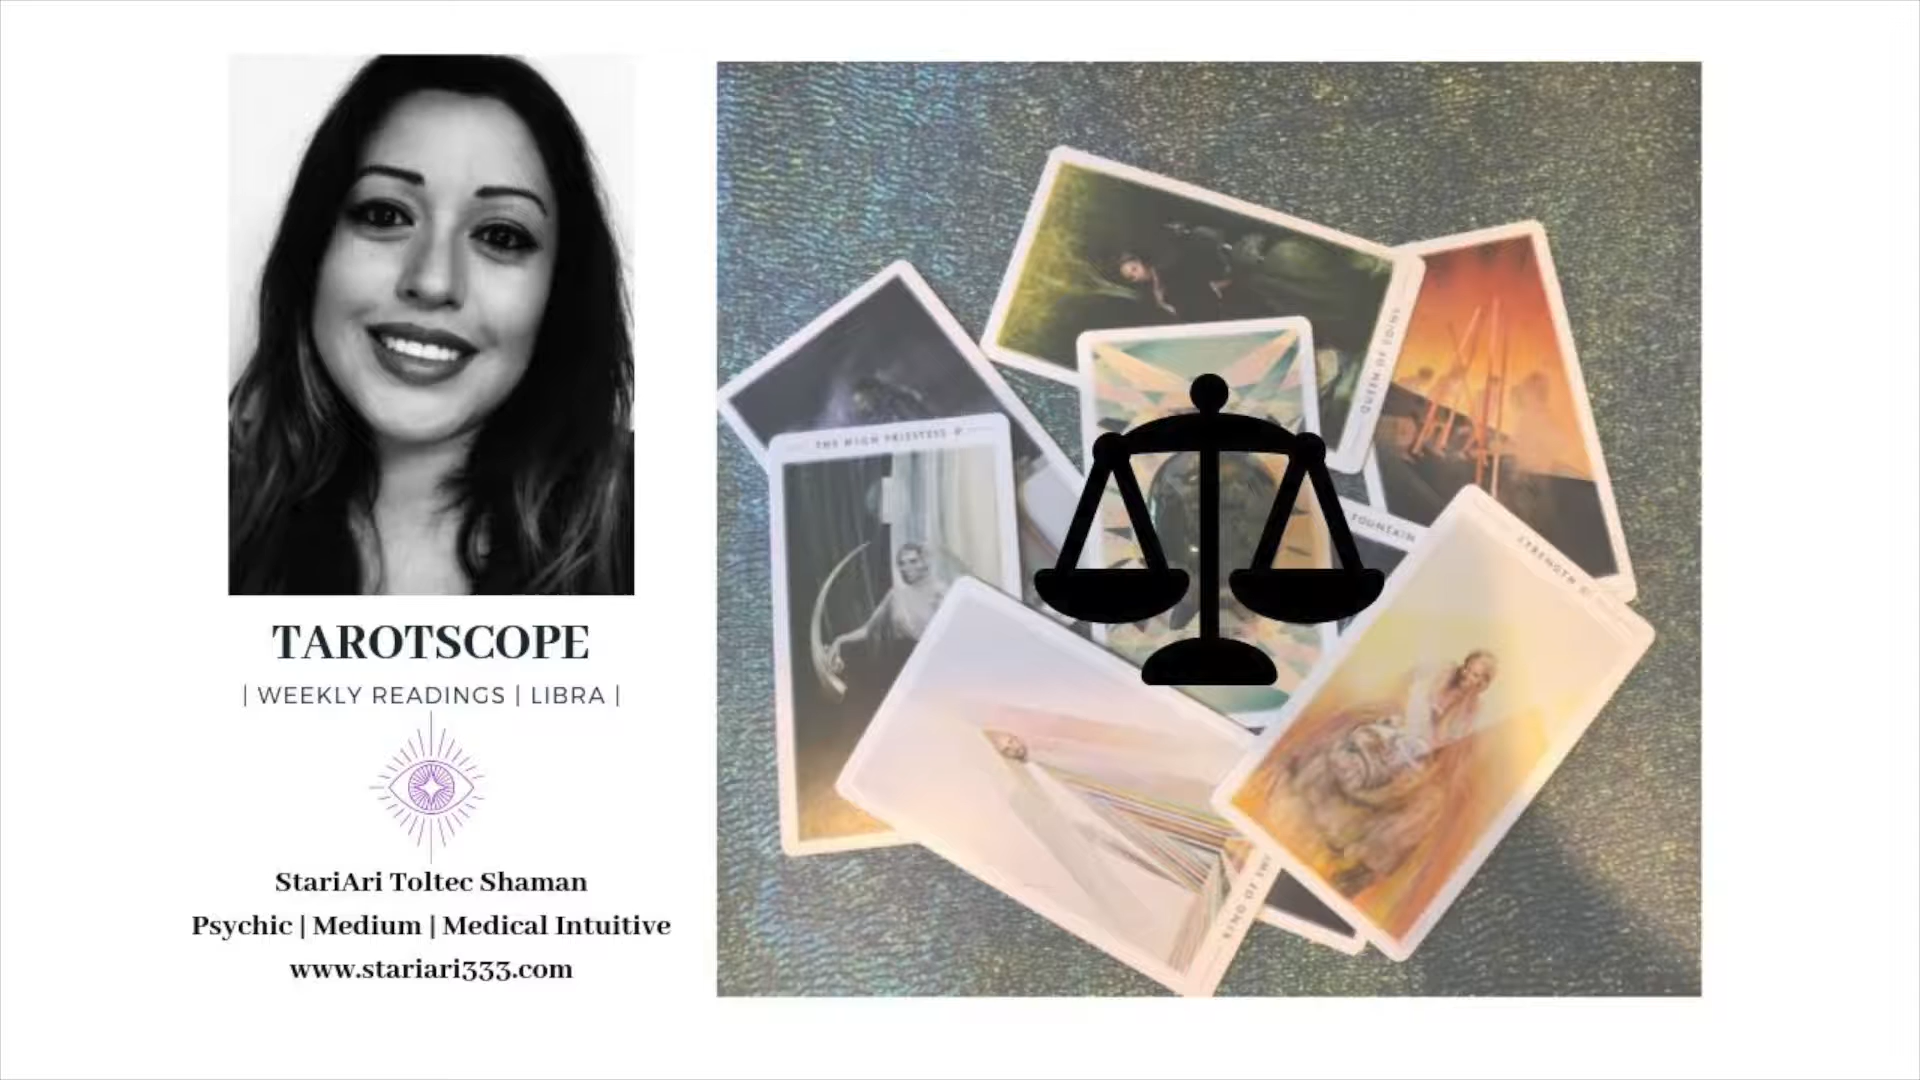 TAROTSCOPE
| WEEKLY READINGS | LIBRA |
StariAri Toltec Shaman
Psychic | Medium | Medical Intuitive
www.stariari333.com
QUEEN OF COINS
THE HIGH PRIESTESS
FOUNTAIN
STRENGTH
KING OF